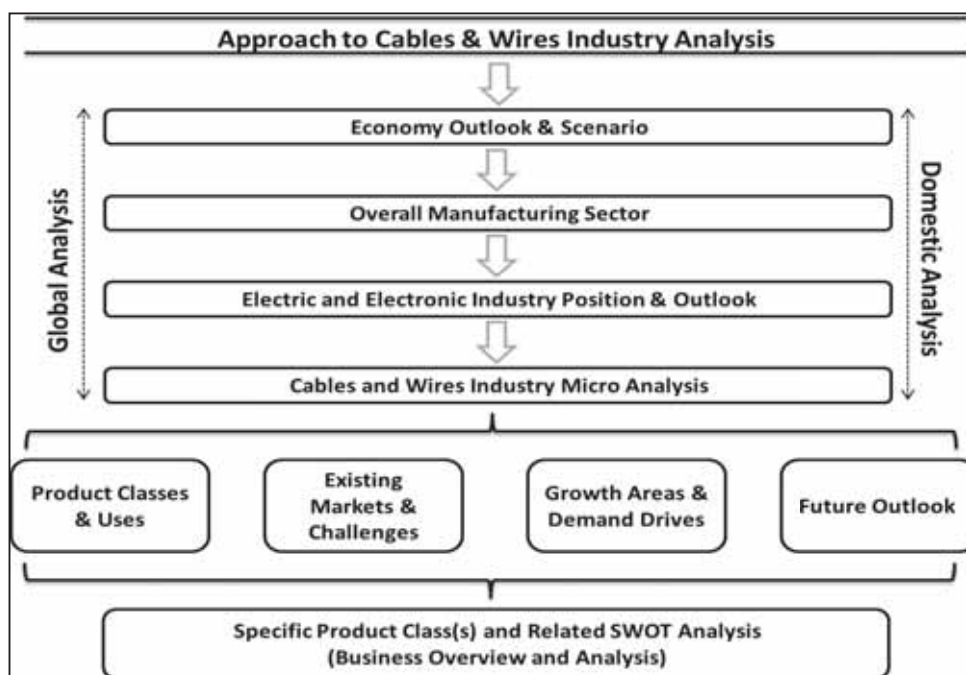 Approach to Cables & Wires Industry Analysis
Economy Outlook & Scenario
Overall Manufacturing Sector
Electric and Electronic Industry Position & Outlook
Cables and Wires Industry Micro Analysis
Global Analysis
Domestic Analysis
Product Classes
& Uses
Existing
Markets &
Challenges
Growth Areas &
Demand Drives
Future Outlook
Specific Product Class(s) and Related SWOT Analysis
(Business Overview and Analysis)